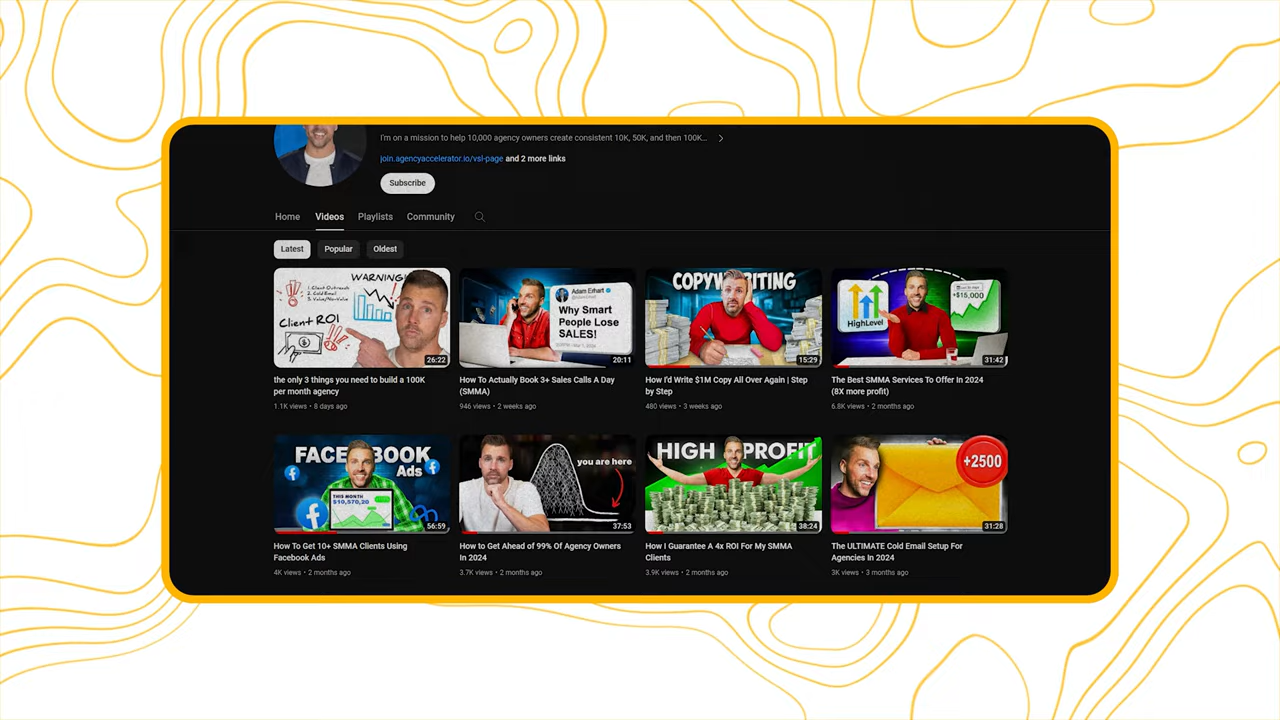 I'm on a mission to help 10,000 agency owners create consistent 10K, 50K, and then 100K...
join.agencyaccelerator.io/vsl-page and 2 more links
Subscribe
Home Videos Playlists Community
Latest Popular Oldest
WARNING!
1. Client Outreach
2. Cold Email
3. Value/Nurture
Client ROI
26:22
Adam Erhart
Why Smart
People Lose
SALES!
20:11
COPYWRITING
15:29
HighLevel
+$15,000
31:42
the only 3 things you need to build a 100K
per month agency
1.1K views • 8 days ago
How To Actually Book 3+ Sales Calls A Day
(SMMA)
946 views • 2 weeks ago
How I'd Write $1M Copy All Over Again | Step
by Step
480 views • 3 weeks ago
The Best SMMA Services To Offer In 2024
(8X more profit)
6.8K views • 2 months ago
FACEBOOK
Ads
THIS MONTH
$10,570,20
56:59
you are here
37:53
HIGH PROFIT
38:24
+2500
31:28
How To Get 10+ SMMA Clients Using
Facebook Ads
4K views • 2 months ago
How to Get Ahead of 99% Of Agency Owners
In 2024
3.7K views • 2 months ago
How I Guarantee A 4x ROI For My SMMA
Clients
3.9K views • 2 months ago
The ULTIMATE Cold Email Setup For
Agencies In 2024
3K views • 3 months ago